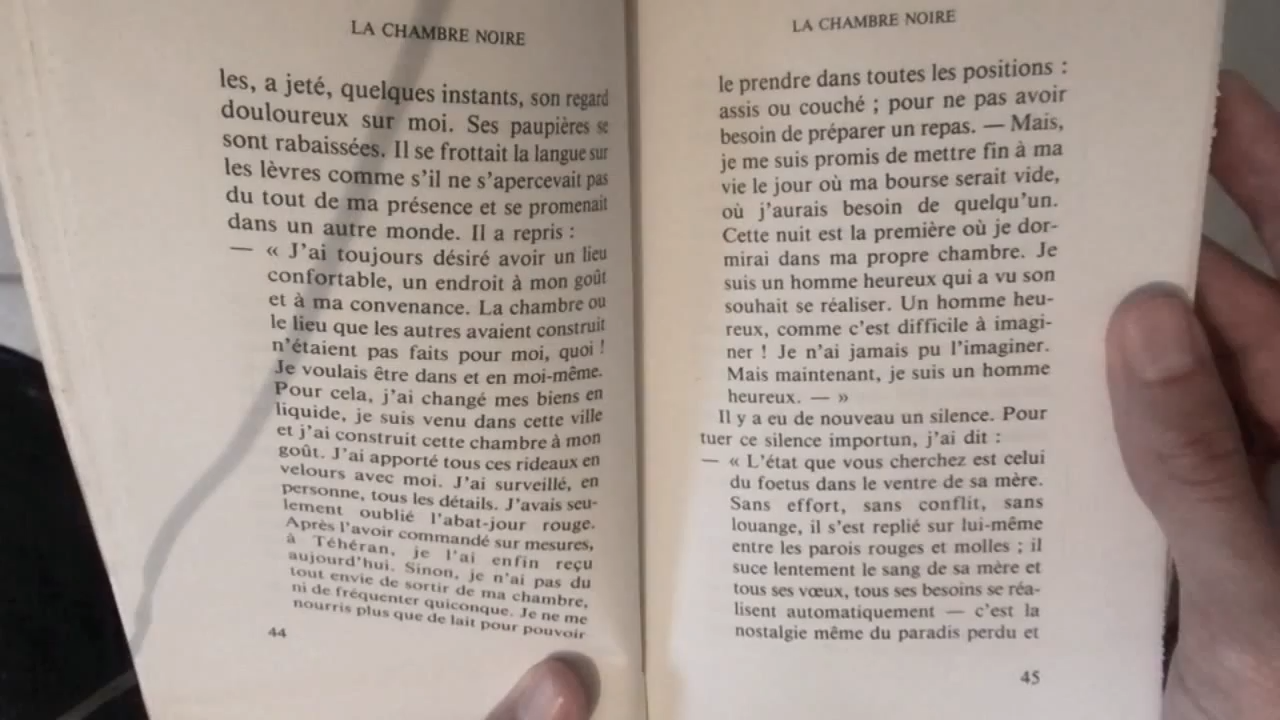 LA CHAMBRE NOIRE
les, a jeté, quelques instants, son regard
douloureux sur moi. Ses paupières se
sont rabaissées. Il se frottait la langue sur
les lèvres comme s'il ne s'apercevait pas
du tout de ma présence et se promenait
dans un autre monde. Il a repris :
— « J'ai toujours désiré avoir un lieu
confortable, un endroit à mon goût
et à ma convenance. La chambre ou
le lieu que les autres avaient construit
n'étaient pas faits pour moi, quoi !
Je voulais être dans et en moi-même.
Pour cela, j'ai changé mes biens en
liquide, je suis venu dans cette ville
et j'ai construit cette chambre à mon
goût. J'ai apporté tous ces rideaux en
velours avec moi. J'ai surveillé, en
personne, tous les détails. J'avais seu-
lement oublié l'abat-jour rouge.
Après l'avoir commandé sur mesures,
à Téhéran, je l'ai enfin reçu
aujourd'hui. Sinon, je n'ai pas du
tout envie de sortir de ma chambre,
ni de fréquenter quiconque. Je ne me
nourris plus que de lait pour pouvoir
44
LA CHAMBRE NOIRE
le prendre dans toutes les positions :
assis ou couché ; pour ne pas avoir
besoin de préparer un repas. — Mais,
je me suis promis de mettre fin à ma
vie le jour où ma bourse serait vide,
où j'aurais besoin de quelqu'un.
Cette nuit est la première où je dor-
mirai dans ma propre chambre. Je
suis un homme heureux qui a vu son
souhait se réaliser. Un homme heu-
reux, comme c'est difficile à imagi-
ner ! Je n'ai jamais pu l'imaginer.
Mais maintenant, je suis un homme
heureux. — »
Il y a eu de nouveau un silence. Pour
tuer ce silence importun, j'ai dit :
— « L'état que vous cherchez est celui
du foetus dans le ventre de sa mère.
Sans effort, sans conflit, sans
louange, il s'est replié sur lui-même
entre les parois rouges et molles ; il
suce lentement le sang de sa mère et
tous ses vœux, tous ses besoins se réa-
lisent automatiquement — c'est la
nostalgie même du paradis perdu et
45